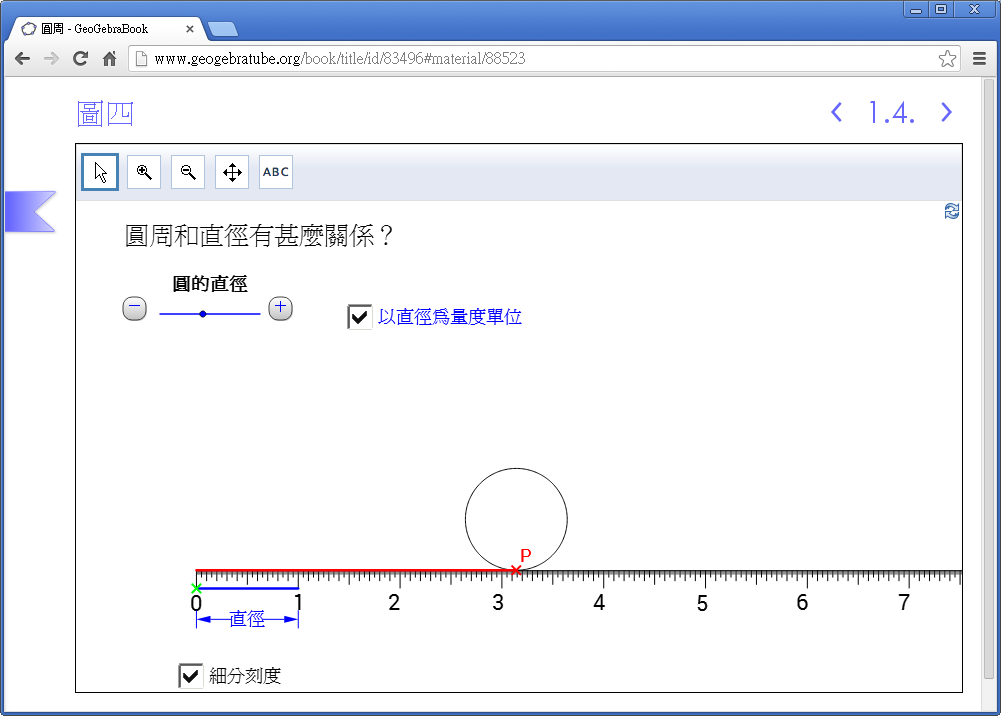 圓周 - GeoGebraBook
www.geogebratube.org/book/title/id/83496#material/88523
圖四
1.4.
ABC
圓周和直徑有甚麼關係？
圓的直徑
以直徑為量度單位
P
0 1 2 3 4 5 6 7
直徑
細分刻度